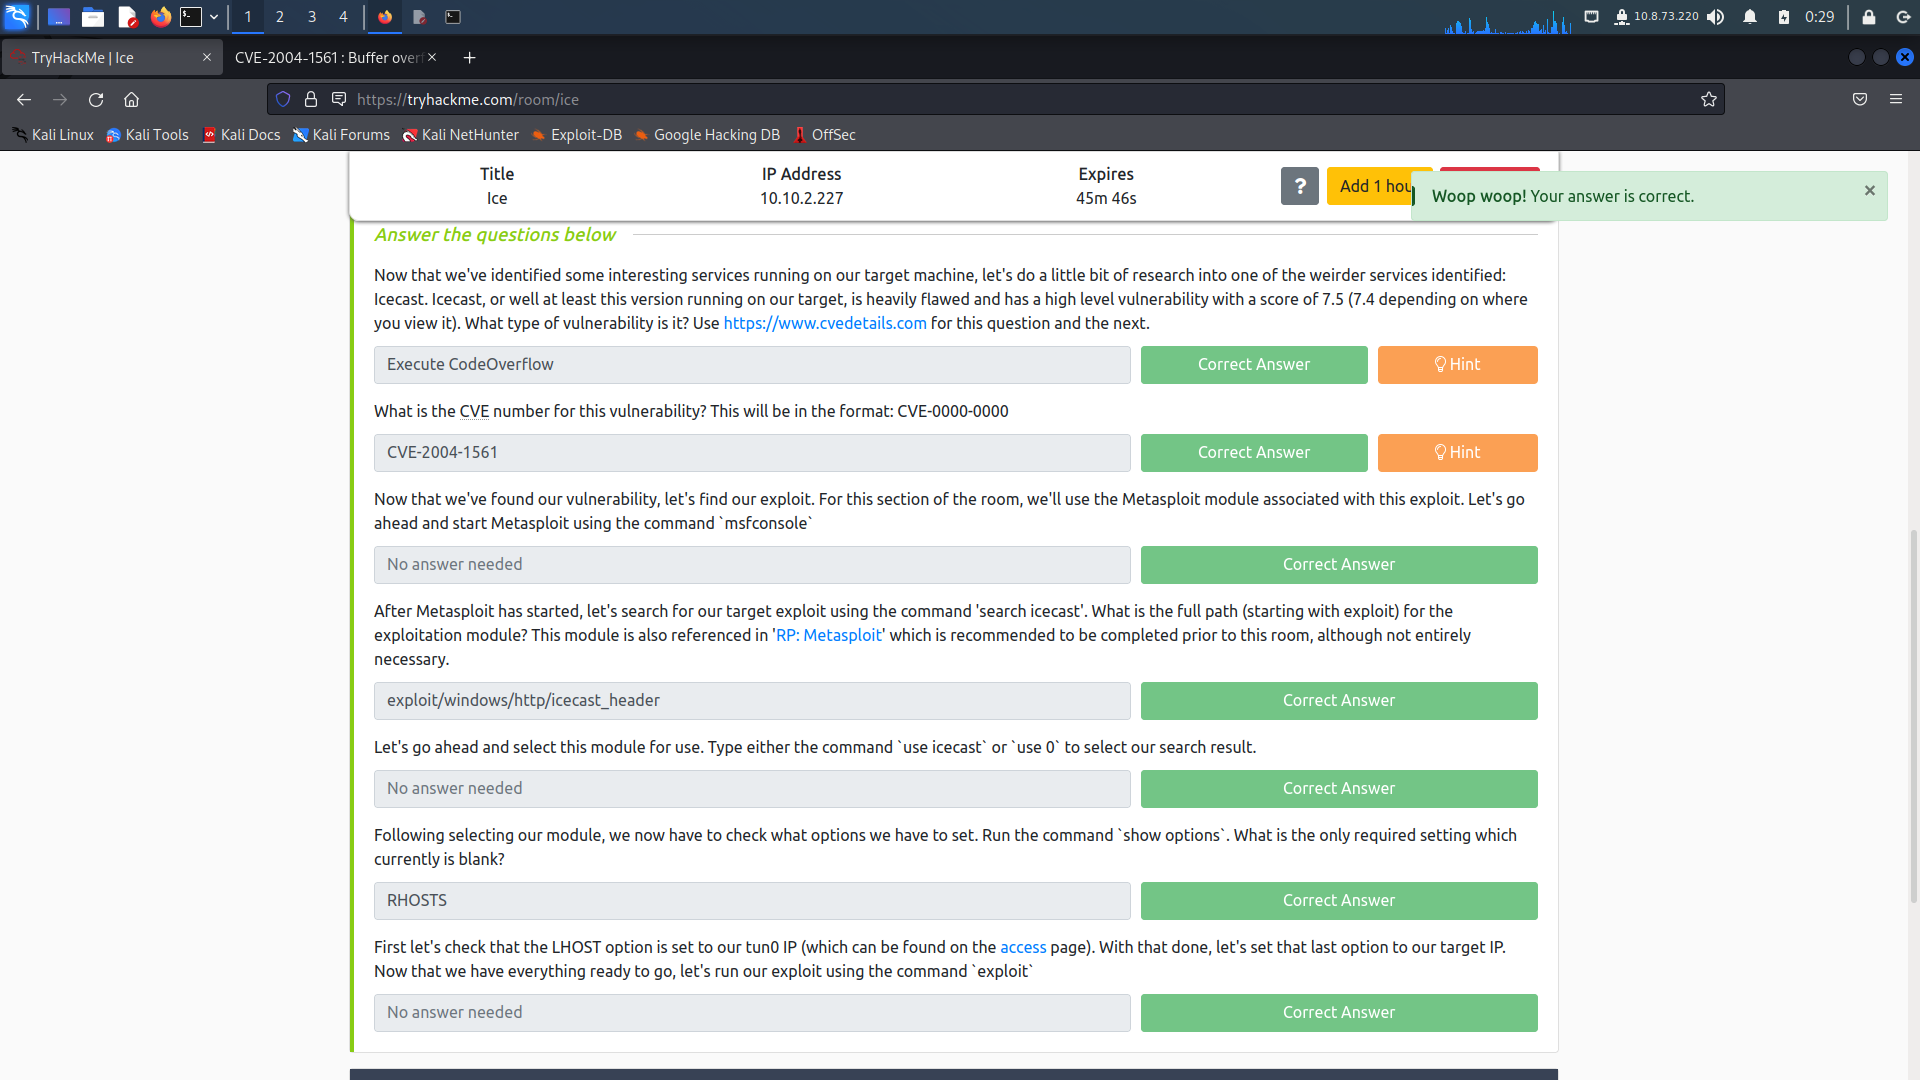 1 2 3 4
10.8.73.220
0:29
TryHackMe | Ice
CVE-2004-1561 : Buffer over
https://tryhackme.com/room/ice
Kali Linux Kali Tools Kali Docs Kali Forums Kali NetHunter Exploit-DB Google Hacking DB OffSec
Title IP Address Expires
Ice 10.10.2.227 45m 46s
? Add 1 hou
Woop woop! Your answer is correct. ×
Answer the questions below
Now that we've identified some interesting services running on our target machine, let's do a little bit of research into one of the weirder services identified:
Icecast. Icecast, or well at least this version running on our target, is heavily flawed and has a high level vulnerability with a score of 7.5 (7.4 depending on where
you view it). What type of vulnerability is it? Use https://www.cvedetails.com for this question and the next.
Execute CodeOverflow Correct Answer Hint
What is the CVE number for this vulnerability? This will be in the format: CVE-0000-0000
CVE-2004-1561 Correct Answer Hint
Now that we've found our vulnerability, let's find our exploit. For this section of the room, we'll use the Metasploit module associated with this exploit. Let's go
ahead and start Metasploit using the command `msfconsole`
No answer needed Correct Answer
After Metasploit has started, let's search for our target exploit using the command 'search icecast'. What is the full path (starting with exploit) for the
exploitation module? This module is also referenced in 'RP: Metasploit' which is recommended to be completed prior to this room, although not entirely
necessary.
exploit/windows/http/icecast_header Correct Answer
Let's go ahead and select this module for use. Type either the command `use icecast` or `use 0` to select our search result.
No answer needed Correct Answer
Following selecting our module, we now have to check what options we have to set. Run the command `show options`. What is the only required setting which
currently is blank?
RHOSTS Correct Answer
First let's check that the LHOST option is set to our tun0 IP (which can be found on the access page). With that done, let's set that last option to our target IP.
Now that we have everything ready to go, let's run our exploit using the command `exploit`
No answer needed Correct Answer